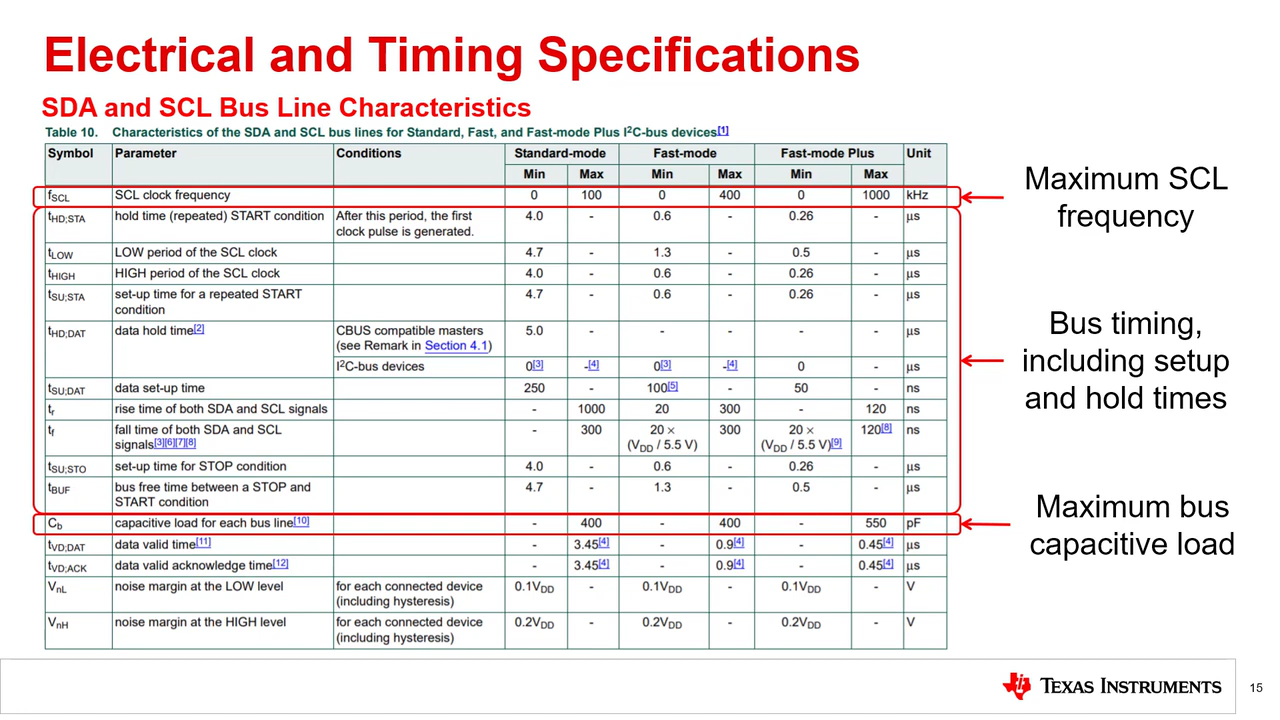 Electrical and Timing Specifications
SDA and SCL Bus Line Characteristics
Table 10. Characteristics of the SDA and SCL bus lines for Standard, Fast, and Fast-mode Plus I2C-bus devices[1]
Symbol Parameter Conditions Standard-mode Fast-mode Fast-mode Plus Unit
Min Max Min Max Min Max
fSCL SCL clock frequency 0 100 0 400 0 1000 kHz
tHD;STA hold time (repeated) START condition After this period, the first 4.0 - 0.6 - 0.26 - μs
clock pulse is generated.
tLOW LOW period of the SCL clock 4.7 - 1.3 - 0.5 - μs
tHIGH HIGH period of the SCL clock 4.0 - 0.6 - 0.26 - μs
tSU;STA set-up time for a repeated START 4.7 - 0.6 - 0.26 - μs
condition
tHD;DAT data hold time[2] CBUS compatible masters 5.0 - - - - - μs
(see Remark in Section 4.1)
I2C-bus devices 0[3] -[4] 0[3] -[4] 0 - μs
tSU;DAT data set-up time 250 - 100[5] - 50 - ns
tr rise time of both SDA and SCL signals - 1000 20 300 - 120 ns
tf fall time of both SDA and SCL - 300 20 × 300 20 × 120[8] ns
signals[3][6][7][8] (VDD / 5.5 V) (VDD / 5.5 V)[9]
tSU;STO set-up time for STOP condition 4.0 - 0.6 - 0.26 - μs
tBUF bus free time between a STOP and 4.7 - 1.3 - 0.5 - μs
START condition
Cb capacitive load for each bus line[10] - 400 - 400 - 550 pF
tVD;DAT data valid time[11] - 3.45[4] - 0.9[4] - 0.45[4] μs
tVD;ACK data valid acknowledge time[12] - 3.45[4] - 0.9[4] - 0.45[4] μs
VnL noise margin at the LOW level for each connected device 0.1VDD - 0.1VDD - 0.1VDD - V
(including hysteresis)
VnH noise margin at the HIGH level for each connected device 0.2VDD - 0.2VDD - 0.2VDD - V
(including hysteresis)
Maximum SCL
frequency
Bus timing,
including setup
and hold times
Maximum bus
capacitive load
TEXAS INSTRUMENTS
15